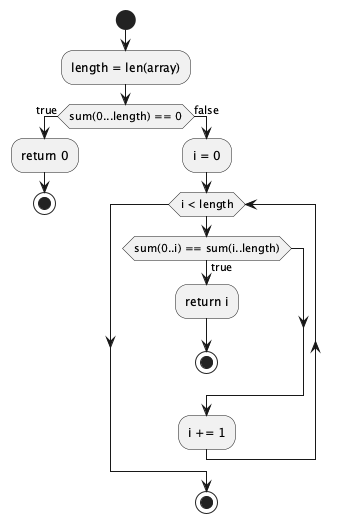 length = len(array)
true
sum(0...length) == 0
false
return 0
i = 0
i < length
sum(0..i) == sum(i..length)
true
return i
i += 1